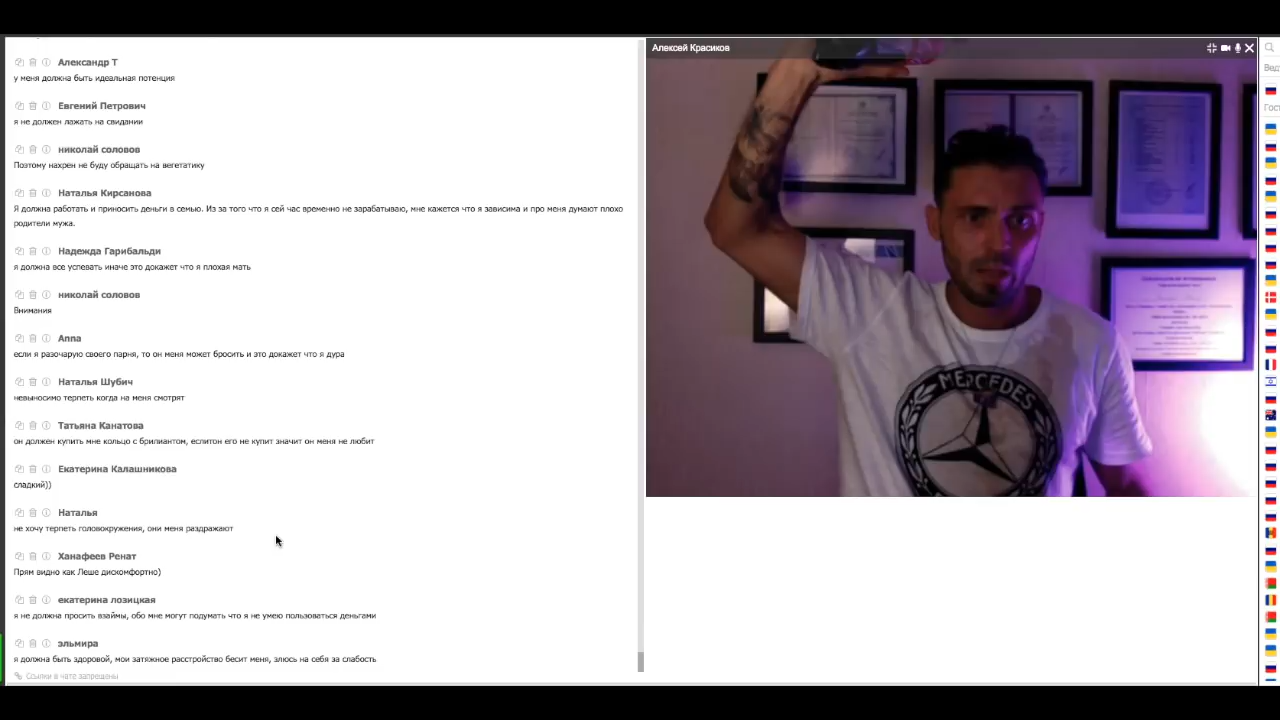 Александр Т
у меня должна быть идеальная потенция
Евгений Петрович
я не должен лажать на свидании
николай соловов
Поэтому нахрен не буду обращать на вегетатику
Наталья Кирсанова
Я должна работать и приносить деньги в семью. Из за того что я сей час временно не зарабатываю, мне кажется что я зависима и про меня думают плохо
родители мужа.
Надежда Гарибальди
я должна все успевать иначе это докажет что я плохая мать
николай соловов
Внимания
Anna
если я разочарую своего парня, то он меня может бросить и это докажет что я дура
Наталья Шубич
невыносимо терпеть когда на меня смотрят
Татьяна Канатова
он должен купить мне кольцо с брилиантом, еслитон его не купит значит он меня не любит
Екатерина Калашникова
сладкий))
Наталья
не хочу терпеть головокружения, они меня раздражают
Ханафеев Ренат
Прям видно как Леше дискомфортно)
екатерина лозицкая
я не должна просить взаймы, обо мне могут подумать что я не умею пользоваться деньгами
эльмира
я должна быть здоровой, мои затяжное расстройство бесит меня, злюсь на себя за слабость
Ссылки в чате запрещены
Алексей Красиков
MERCEDES
Вед
Гост